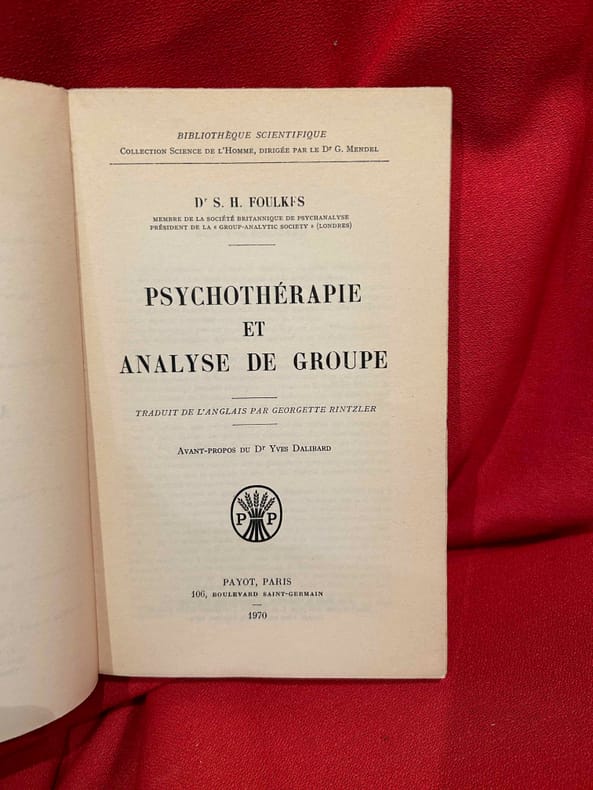 BIBLIOTHÈQUE SCIENTIFIQUE
COLLECTION SCIENCE DE L'HOMME, DIRIGÉE PAR LE Dr G. MENDEL
Dr S. H. FOULKES
MEMBRE DE LA SOCIÉTÉ BRITANNIQUE DE PSYCHANALYSE
PRÉSIDENT DE LA « GROUP-ANALYTIC SOCIETY » (LONDRES)
PSYCHOTHÉRAPIE
ET
ANALYSE DE GROUPE
TRADUIT DE L'ANGLAIS PAR GEORGETTE RINTZLER
AVANT-PROPOS DU Dr YVES DALIBARD
P P
PAYOT, PARIS
106, BOULEVARD SAINT-GERMAIN
1970